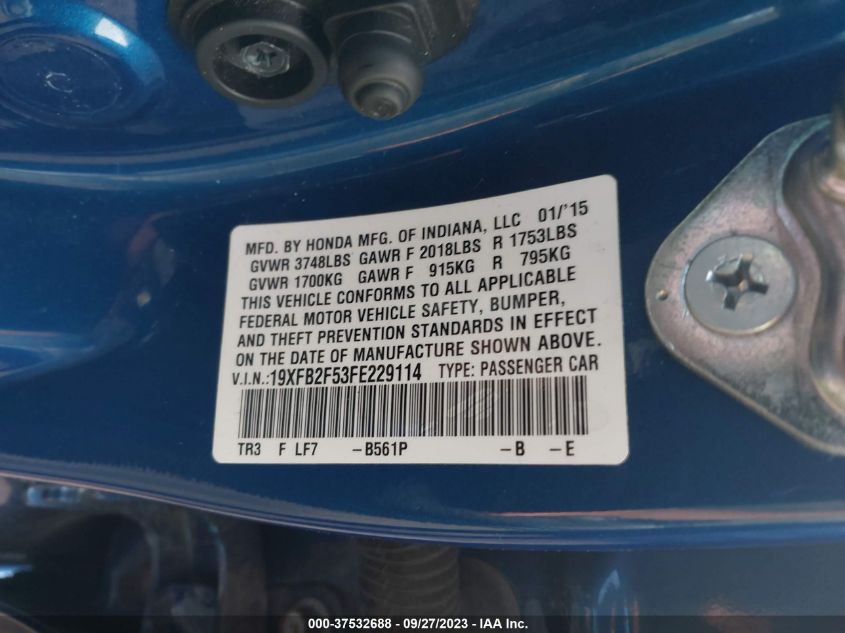 MFD. BY HONDA MFG. OF INDIANA, LLC 01/'15
GVWR 3748LBS GAWR F 2018LBS R 1753LBS
GVWR 1700KG GAWR F 915KG R 795KG
THIS VEHICLE CONFORMS TO ALL APPLICABLE
FEDERAL MOTOR VEHICLE SAFETY, BUMPER,
AND THEFT PREVENTION STANDARDS IN EFFECT
ON THE DATE OF MANUFACTURE SHOWN ABOVE.
V.I.N.:19XFB2F53FE229114 TYPE: PASSENGER CAR
TR3 F LF7 -B561P -B -E
000-37532688 - 09/27/2023 - IAA Inc.